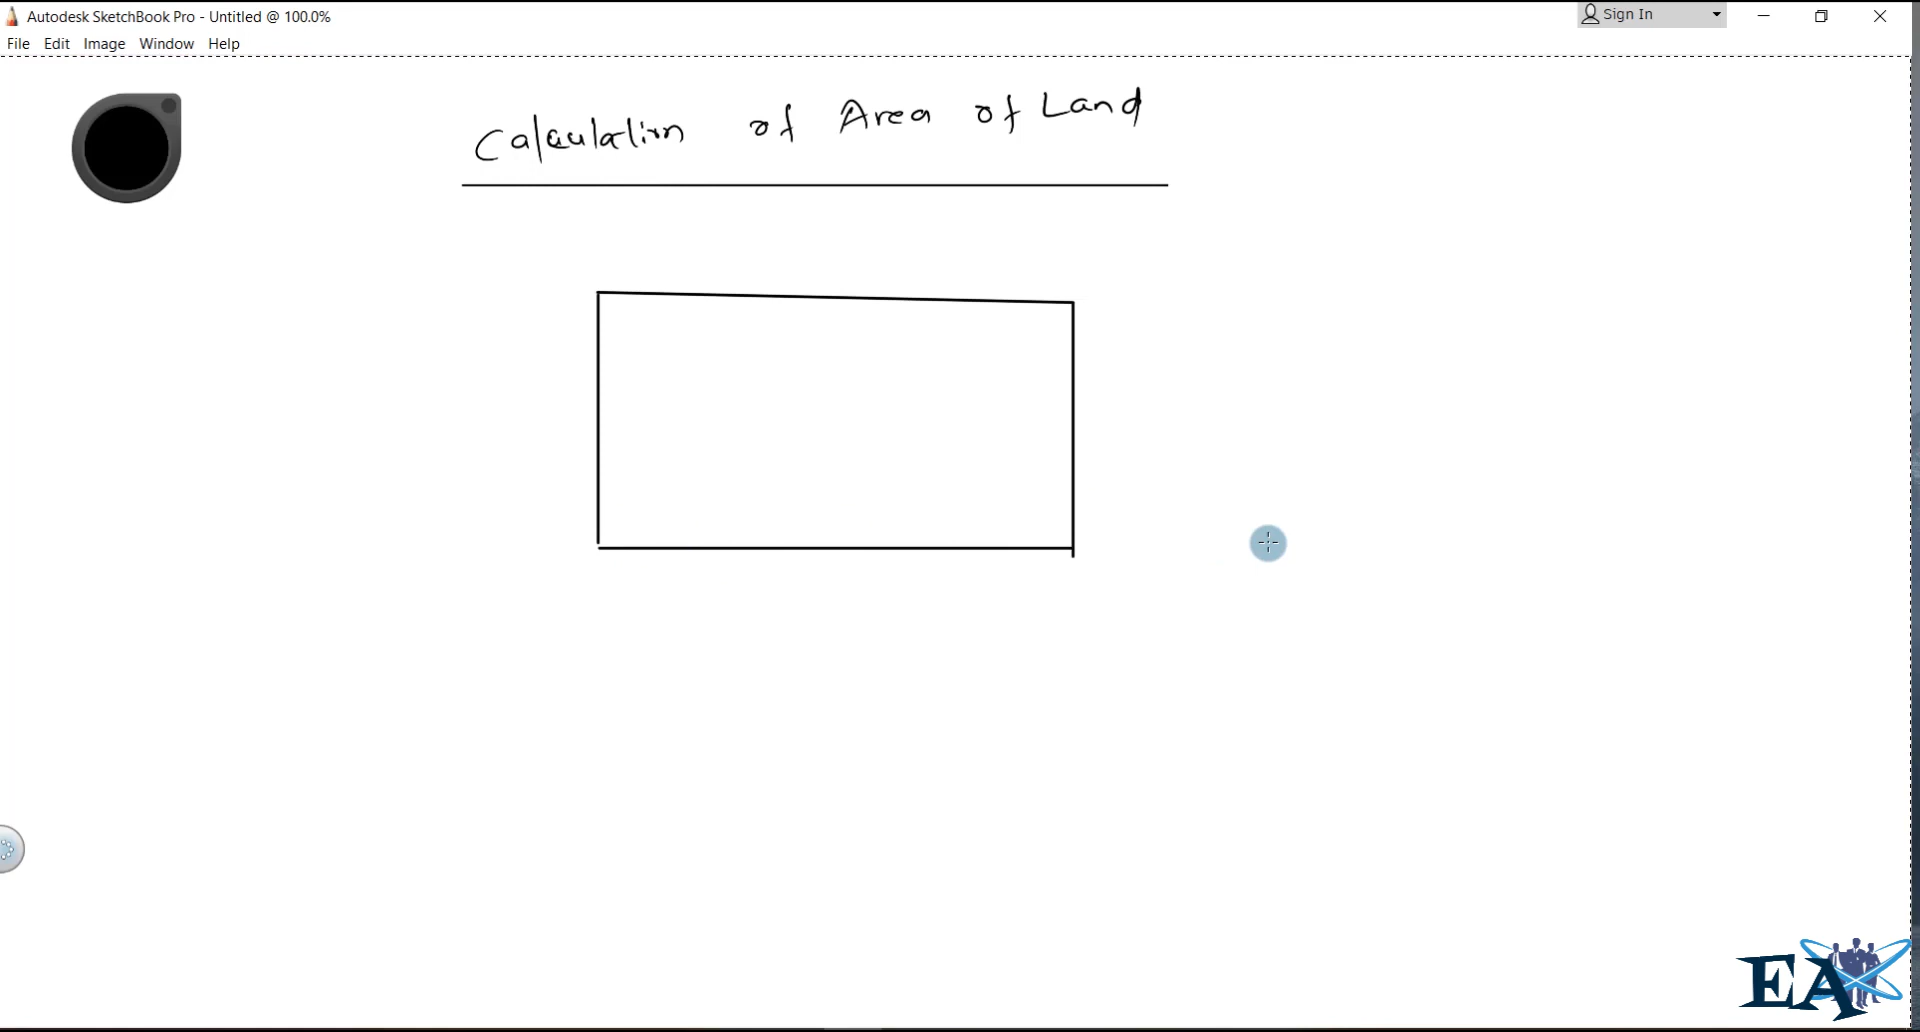 Autodesk SketchBook Pro - Untitled @ 100.0%
Sign In
File Edit Image Window Help
Calculation of Area of Land
EA